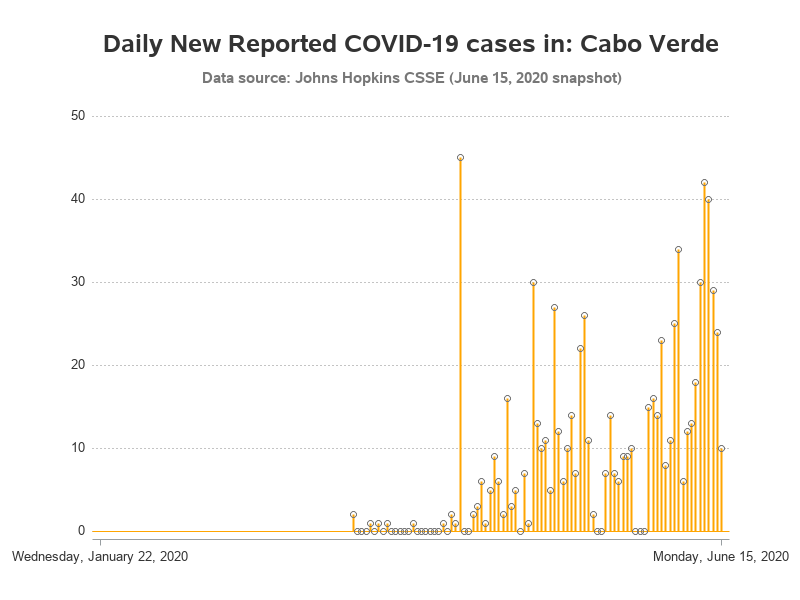 Daily New Reported COVID-19 cases in: Cabo Verde
Data source: Johns Hopkins CSSE (June 15, 2020 snapshot)
50
40
30
20
10
0
Wednesday, January 22, 2020 Monday, June 15, 2020